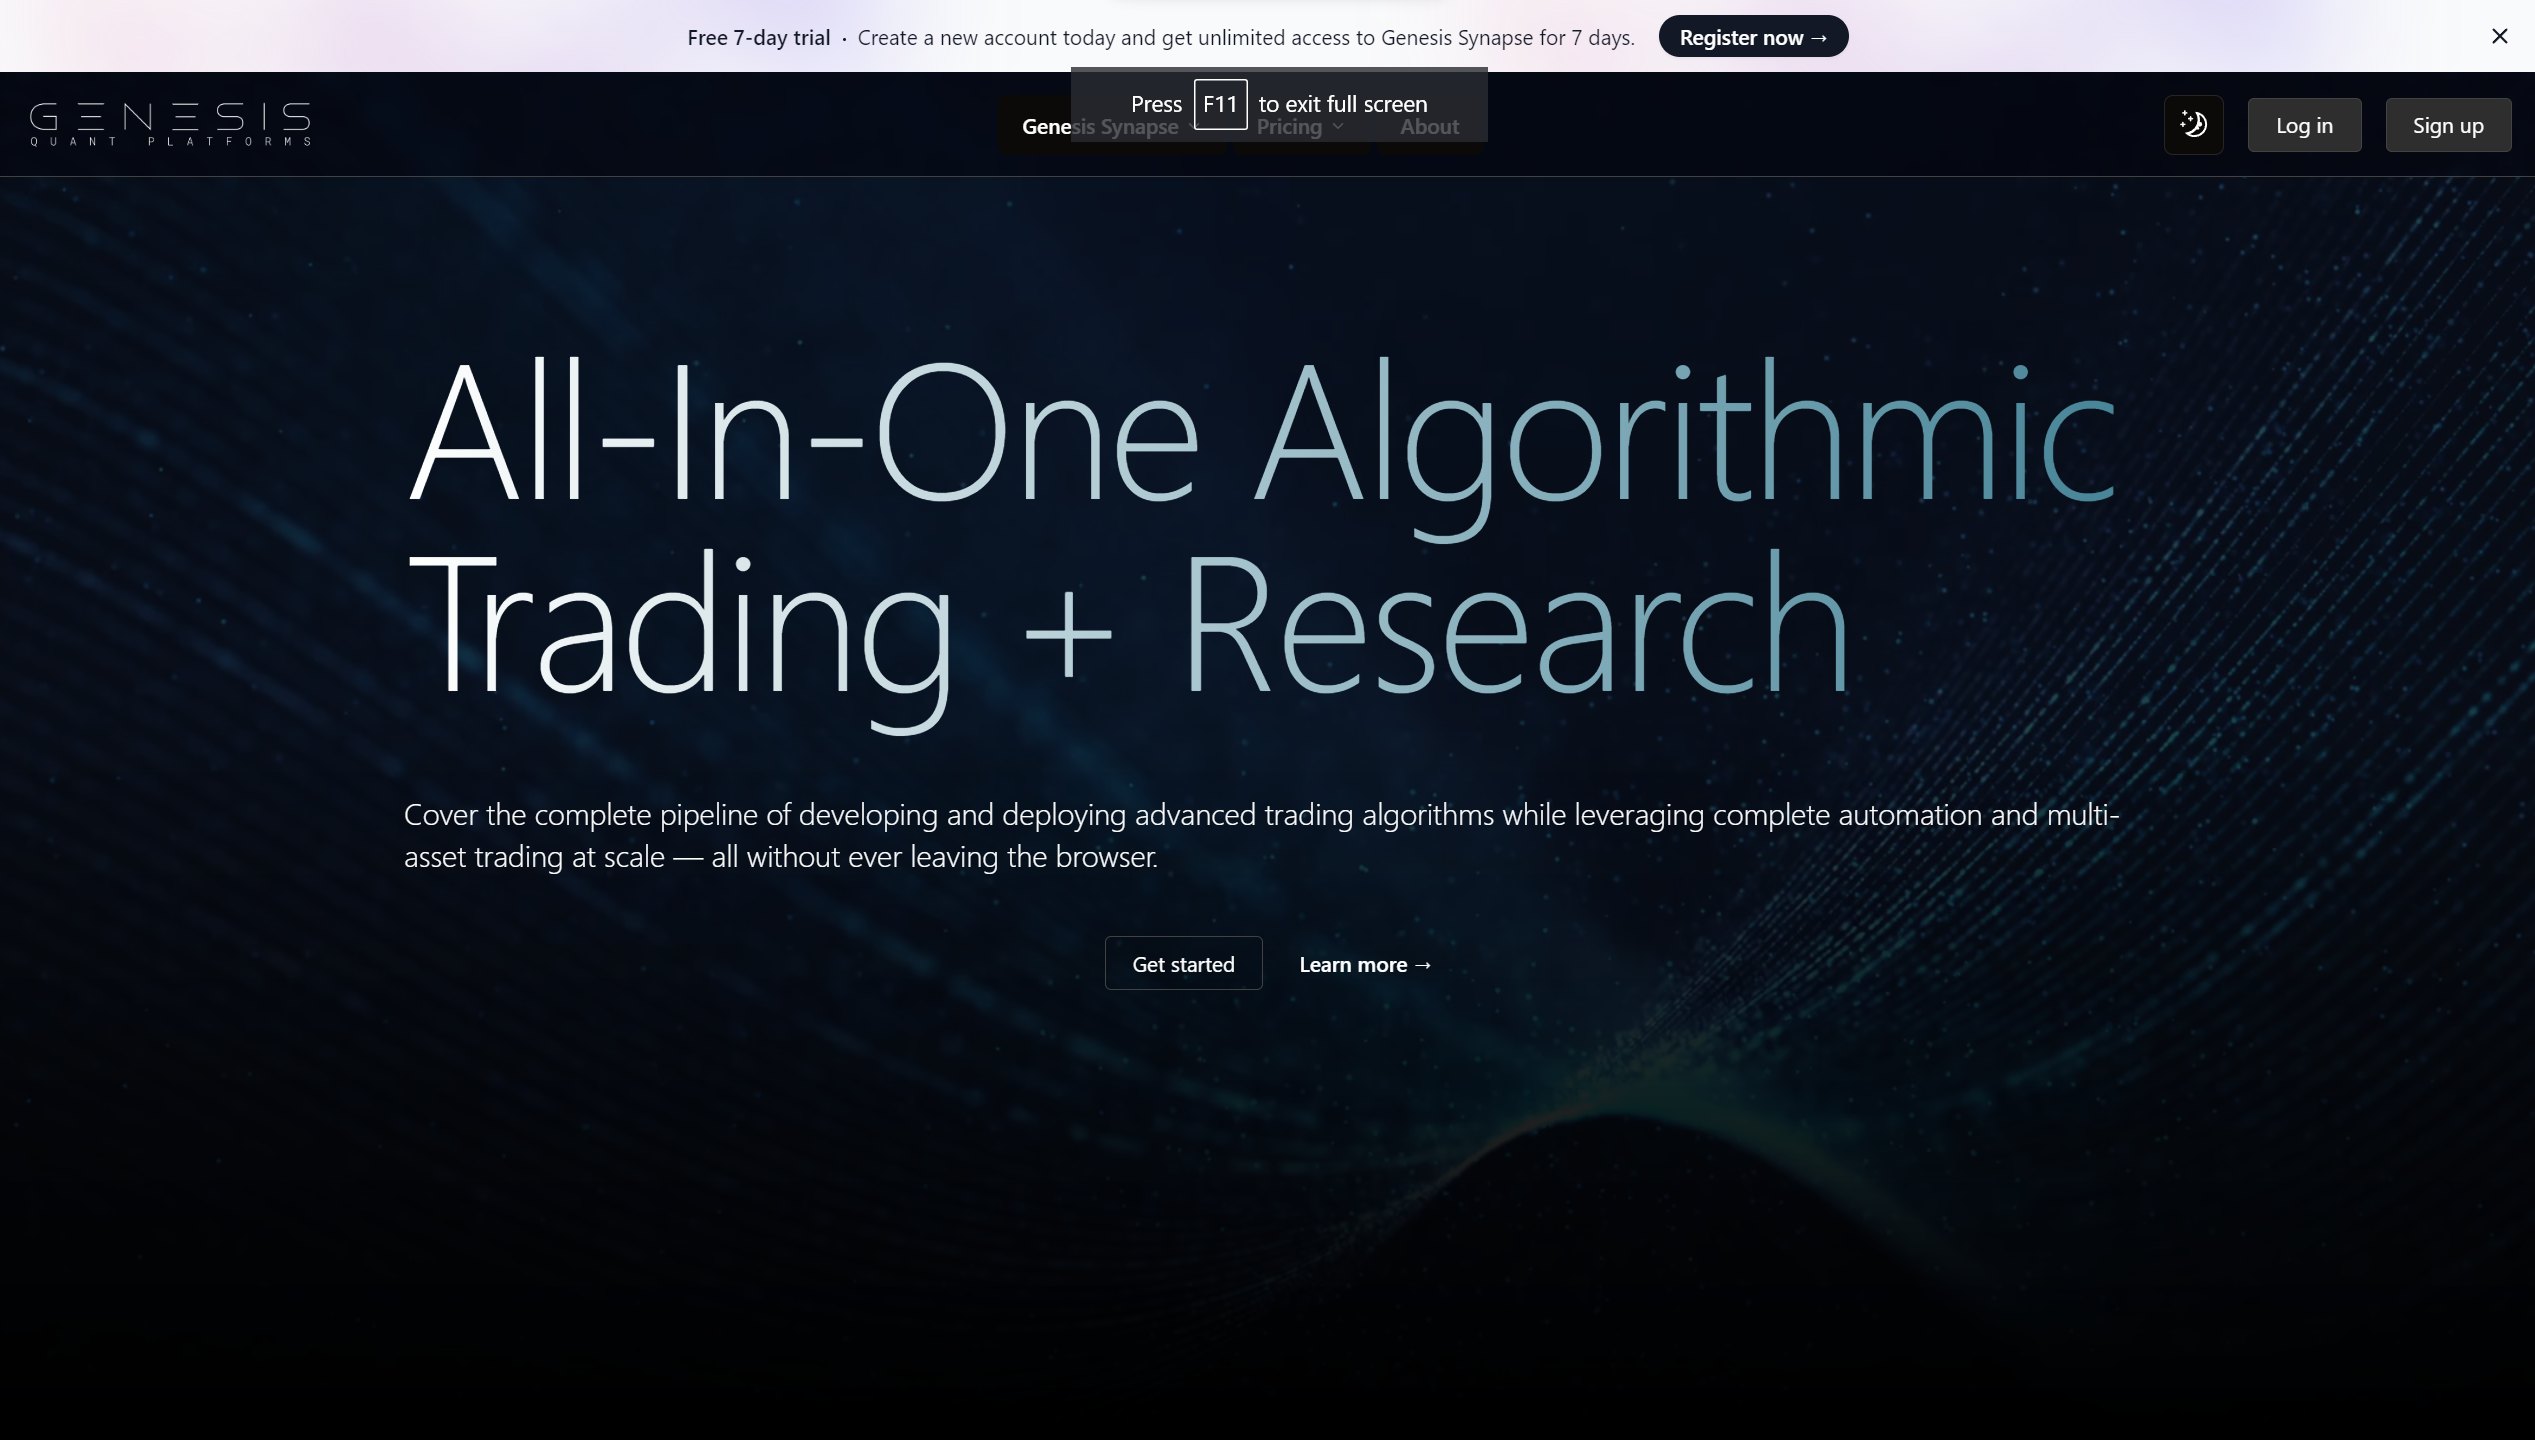 Free 7-day trial · Create a new account today and get unlimited access to Genesis Synapse for 7 days. Register now →
Press F11 to exit full screen
GENESIS
QUANT PLATFORMS
Genesis Synapse Pricing About
Log in Sign up
All-In-One Algorithmic
Trading + Research
Cover the complete pipeline of developing and deploying advanced trading algorithms while leveraging complete automation and multi-
asset trading at scale — all without ever leaving the browser.
Get started Learn more →